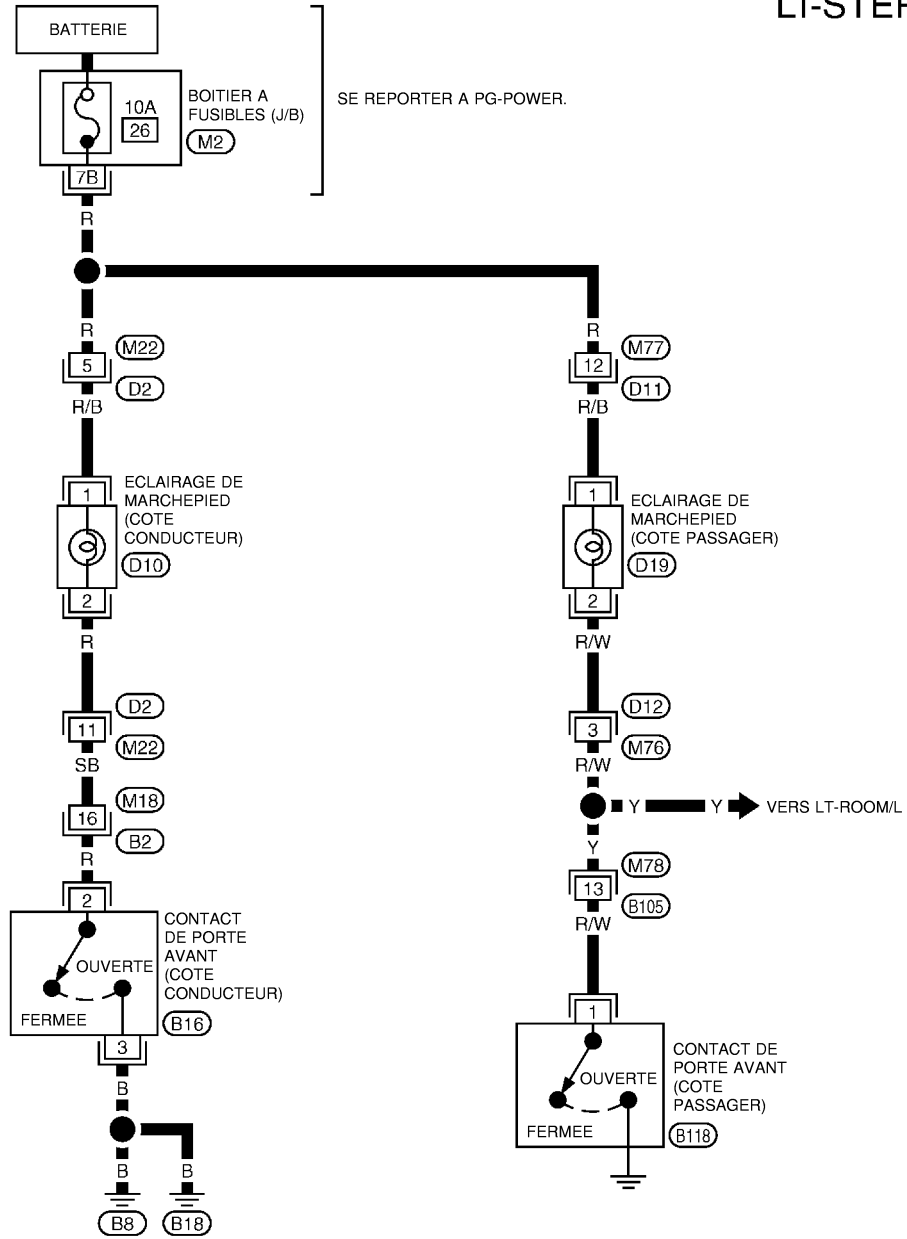 BATTERIE
10A
26
BOITIER A
FUSIBLES (J/B)
M2
SE REPORTER A PG-POWER.
7B
R
R
5
M22
D2
R/B
1
ECLAIRAGE DE
MARCHEPIED
(COTE
CONDUCTEUR)
D10
2
R
11
D2
M22
SB
16
M18
B2
R
2
CONTACT
DE PORTE
AVANT
(COTE
CONDUCTEUR)
OUVERTE
FERMEE
B16
3
B
B
B
B8
B18
R
12
M77
D11
R/B
1
ECLAIRAGE DE
MARCHEPIED
(COTE PASSAGER)
D19
2
R/W
3
D12
M76
R/W
Y
Y
VERS LT-ROOM/L
Y
13
M78
B105
R/W
1
CONTACT DE
PORTE AVANT
(COTE
PASSAGER)
OUVERTE
FERMEE
B118